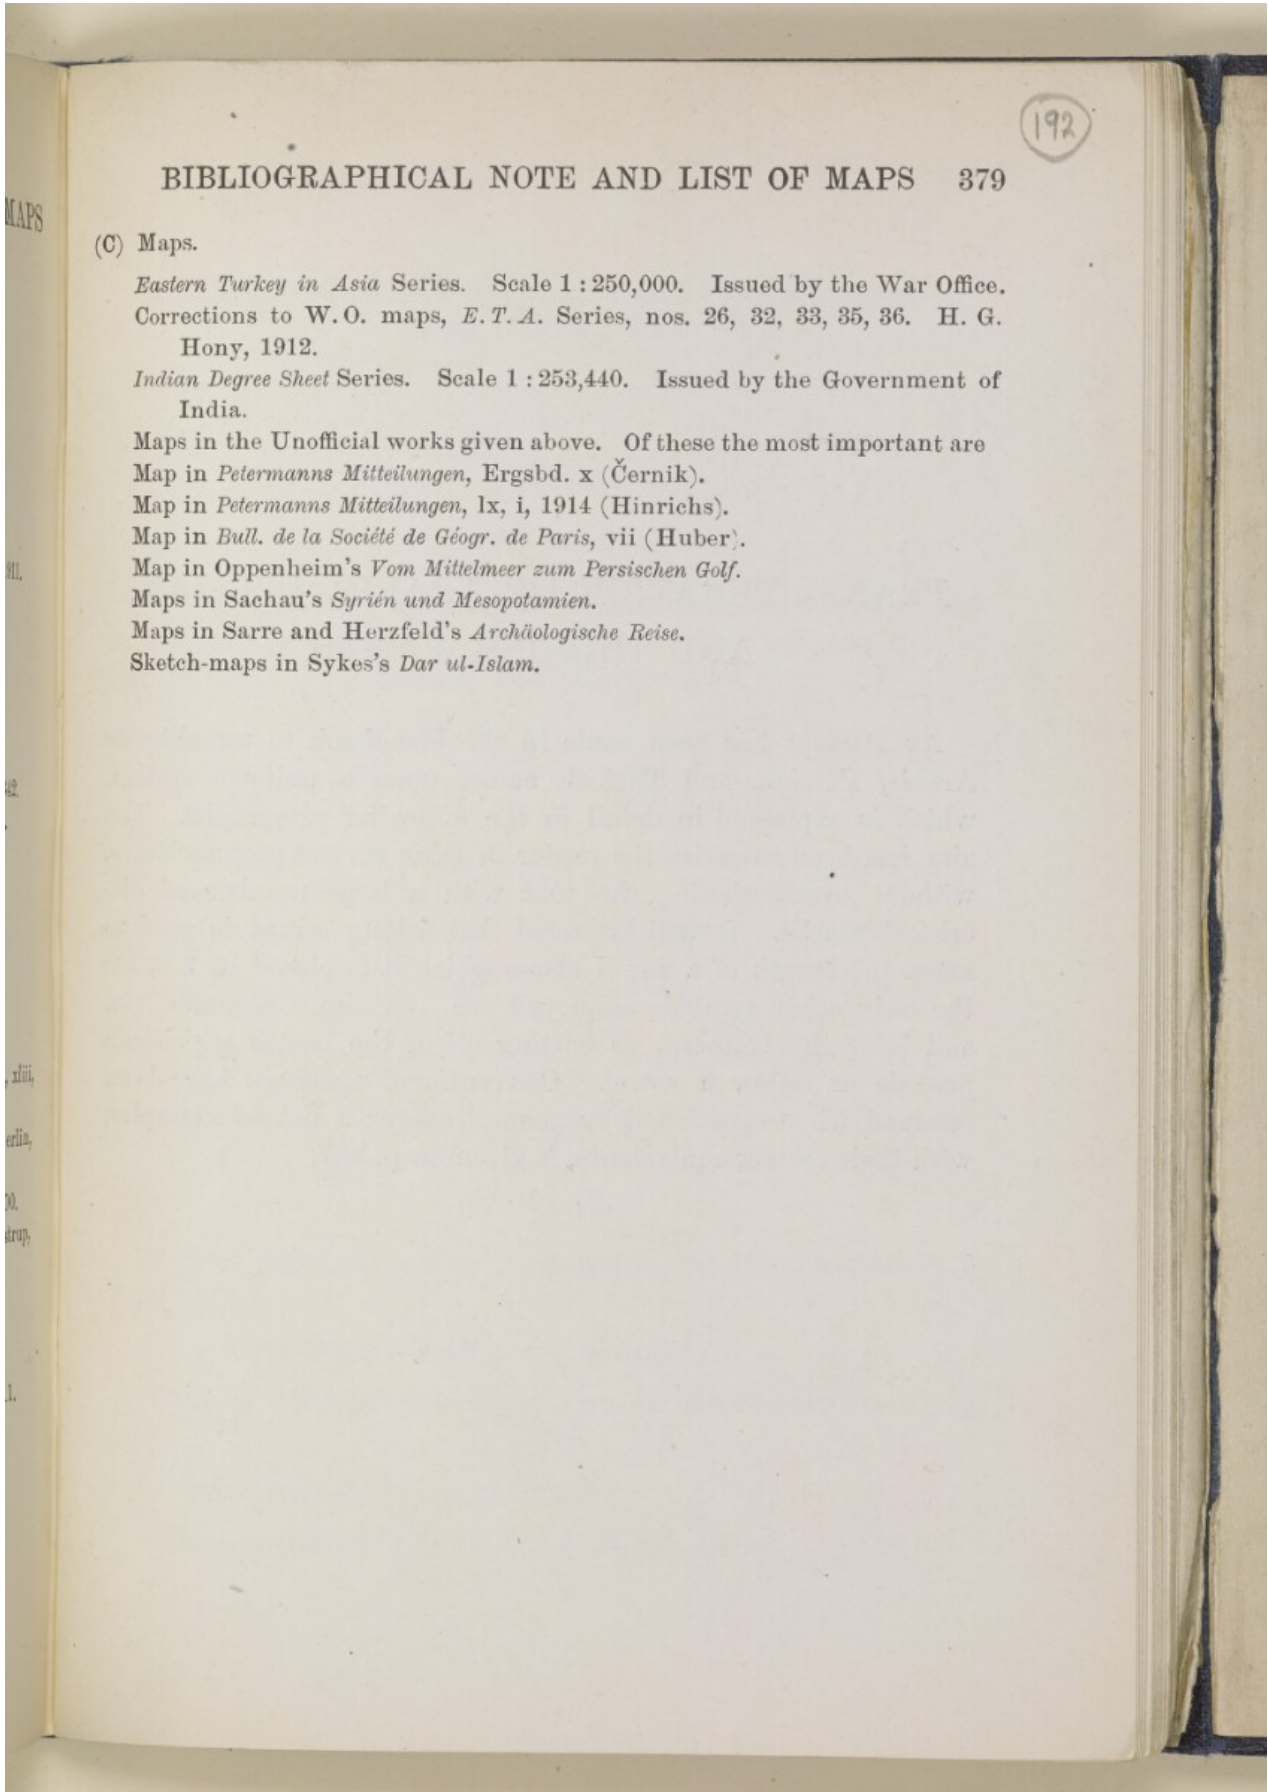 192
BIBLIOGRAPHICAL NOTE AND LIST OF MAPS 379
(C) Maps.
Eastern Turkey in Asia Series. Scale 1 : 250,000. Issued by the War Office.
Corrections to W. O. maps, E. T. A. Series, nos. 26, 32, 33, 35, 36. H. G.
Hony, 1912.
Indian Degree Sheet Series. Scale 1 : 253,440. Issued by the Government of
India.
Maps in the Unofficial works given above. Of these the most important are
Map in Petermanns Mitteilungen, Ergsbd. x (Černik).
Map in Petermanns Mitteilungen, lx, i, 1914 (Hinrichs).
Map in Bull. de la Société de Géogr. de Paris, vii (Huber).
Map in Oppenheim's Vom Mittelmeer zum Persischen Golf.
Maps in Sachau's Syrién und Mesopotamien.
Maps in Sarre and Herzfeld's Archäologische Reise.
Sketch-maps in Sykes's Dar ul-Islam.
MAPS
911.
, xliii,
erlin,
strup,